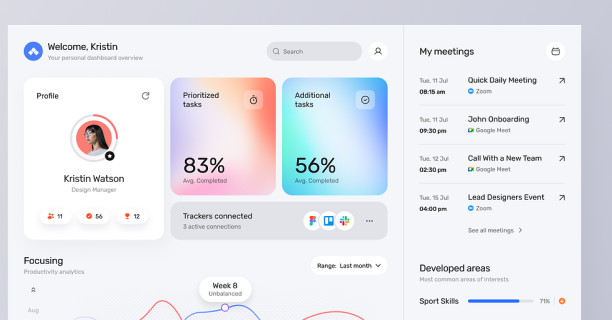 Welcome, Kristin
Your personal dashboard overview
Search
Profile
Kristin Watson
Design Manager
11
56
12
Prioritized
tasks
83%
Avg. Completed
Additional
tasks
56%
Avg. Completed
Trackers connected
3 active connections
Focusing
Productivity analytics
Range: Last month
Week 8
Unbalanced
Aug
My meetings
Tue, 11 Jul
08:15 am
Quick Daily Meeting
Zoom
Tue, 11 Jul
09:30 pm
John Onboarding
Google Meet
Tue, 12 Jul
02:30 pm
Call With a New Team
Google Meet
Tue, 15 Jul
04:00 pm
Lead Designers Event
Zoom
See all meetings
Developed areas
Most common areas of interests
Sport Skills
71%